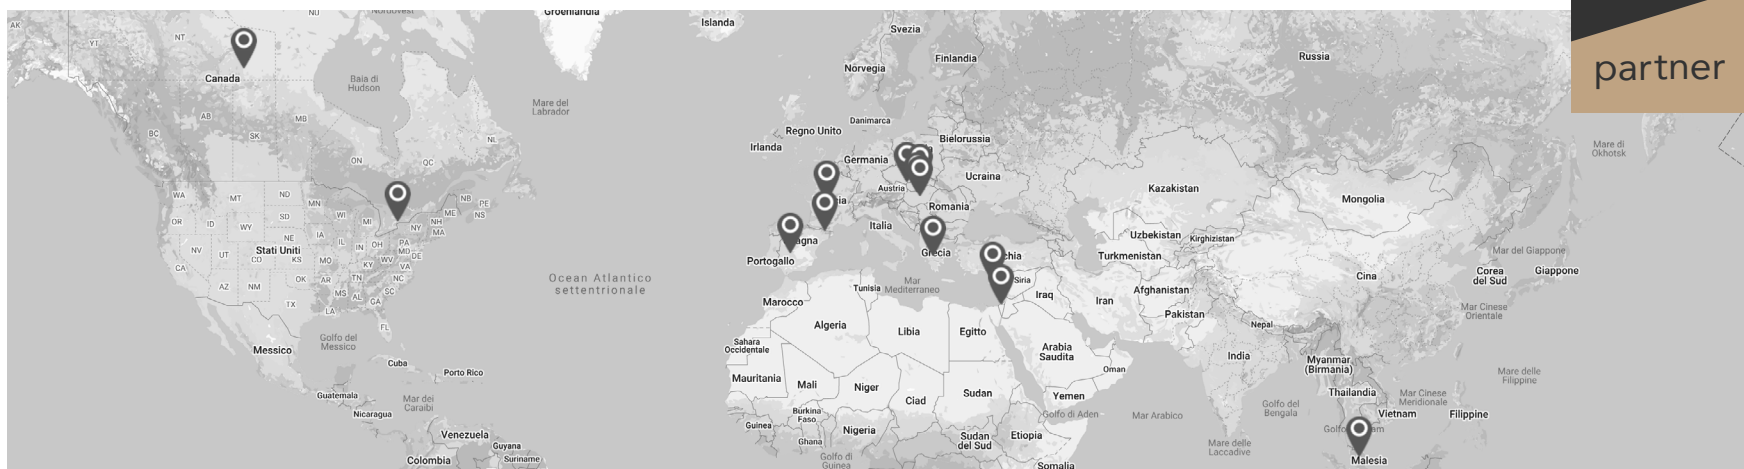 Groenlandia
NU
Nordovest
AK
YT
NT
Canada
Baia di
Hudson
Islanda
Svezia
Norvegia
Finlandia
Russia
partner
Mare del
Labrador
AB
MB
SK
BC
ON
QC
NL
Regno Unito
Danimarca
Irlanda
Germania
Bielorussia
Austria
Ucraina
Romania
Italia
Kazakistan
Mongolia
Mare di
Okhotsk
WA
MT
ND
MN
OR
ID
WY
SD
WI
MI
NB
PE
ME
NS
NH
NY
MA
NV
UT
NE
IA
IL
IN
OH
PA
MD
DE
Stati Uniti
CO
KS
MO
KY
WV
VA
CA
AZ
NM
OK
AR
TN
NC
MS
AL
SC
GA
TX
LA
FL
Ocean Atlantico
settentrionale
Portogallo
Grecia
Siria
Mar
Mediterraneo
Tunisia
Marocco
Algeria
Libia
Egitto
Iraq
Iran
Uzbekistan
Kirghizistan
Turkmenistan
Afghanistan
Pakistan
Nepal
Cina
Mar del Giappone
Corea
del Sud
Giappone
Mar Cinese
Orientale
Messico
Golfo del
Messico
Cuba
Porto Rico
Guatemala
Mar dei
Caraibi
Nicaragua
Venezuela
Guyana
Colombia
Suriname
Sahara
Occidentale
Mauritania
Mali
Niger
Ciad
Sudan
Arabia
Saudita
Oman
Yemen
Golfo di Aden
Mar Arabico
India
Myanmar
(Birmania)
Thailandia
Vietnam
Mar Cinese
Meridionale
Filippine
Mare delle
Filippine
Golfo del
Bengala
Mare delle
Laccadive
Burkina
Faso
Guinea
Ghana
Nigeria
Golfo di
Guinea
Sudan
del Sud
Etiopia
Somalia
Malesia